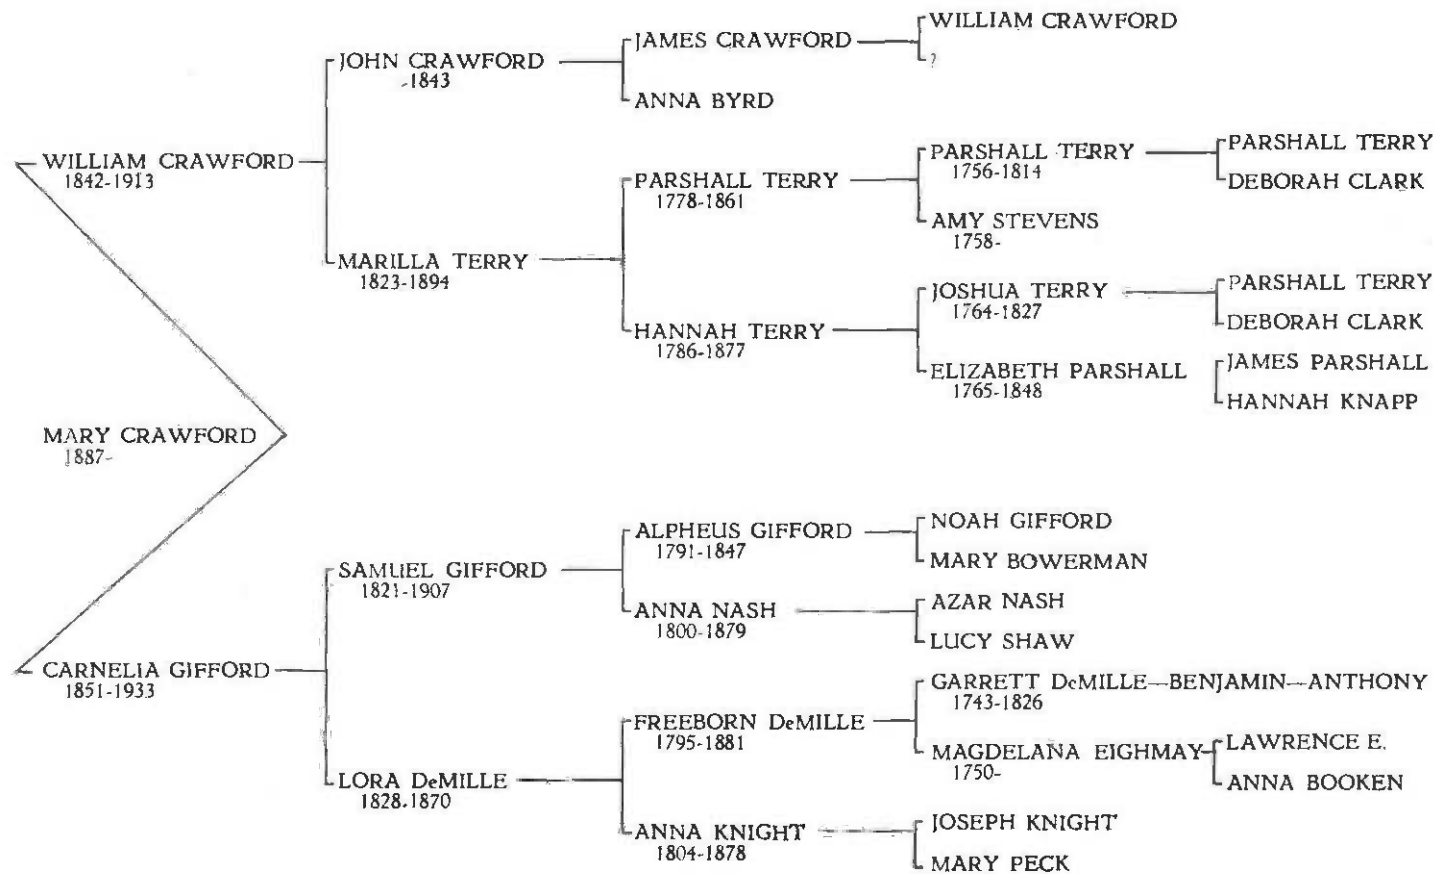 WILLIAM CRAWFORD
JAMES CRAWFORD
?
JOHN CRAWFORD
-1843
ANNA BYRD
PARSHALL TERRY
WILLIAM CRAWFORD
1842-1913
PARSHALL TERRY
1756-1814
PARSHALL TERRY
1778-1861
DEBORAH CLARK
AMY STEVENS
1758-
MARILLA TERRY
1823-1894
PARSHALL TERRY
JOSHUA TERRY
1764-1827
DEBORAH CLARK
HANNAH TERRY
1786-1877
JAMES PARSHALL
ELIZABETH PARSHALL
1765-1848
HANNAH KNAPP
MARY CRAWFORD
1887-
NOAH GIFFORD
ALPHEUS GIFFORD
1791-1847
MARY BOWERMAN
SAMUEL GIFFORD
1821-1907
AZAR NASH
ANNA NASH
1800-1879
LUCY SHAW
CARNELIA GIFFORD
1851-1933
GARRETT DeMILLE—BENJAMIN—ANTHONY
1743-1826
FREEBORN DeMILLE
1795-1881
LAWRENCE E.
MAGDELANA EIGHMAY
1750-
ANNA BOOKEN
LORA DeMILLE
1828-1870
JOSEPH KNIGHT
ANNA KNIGHT
1804-1878
MARY PECK